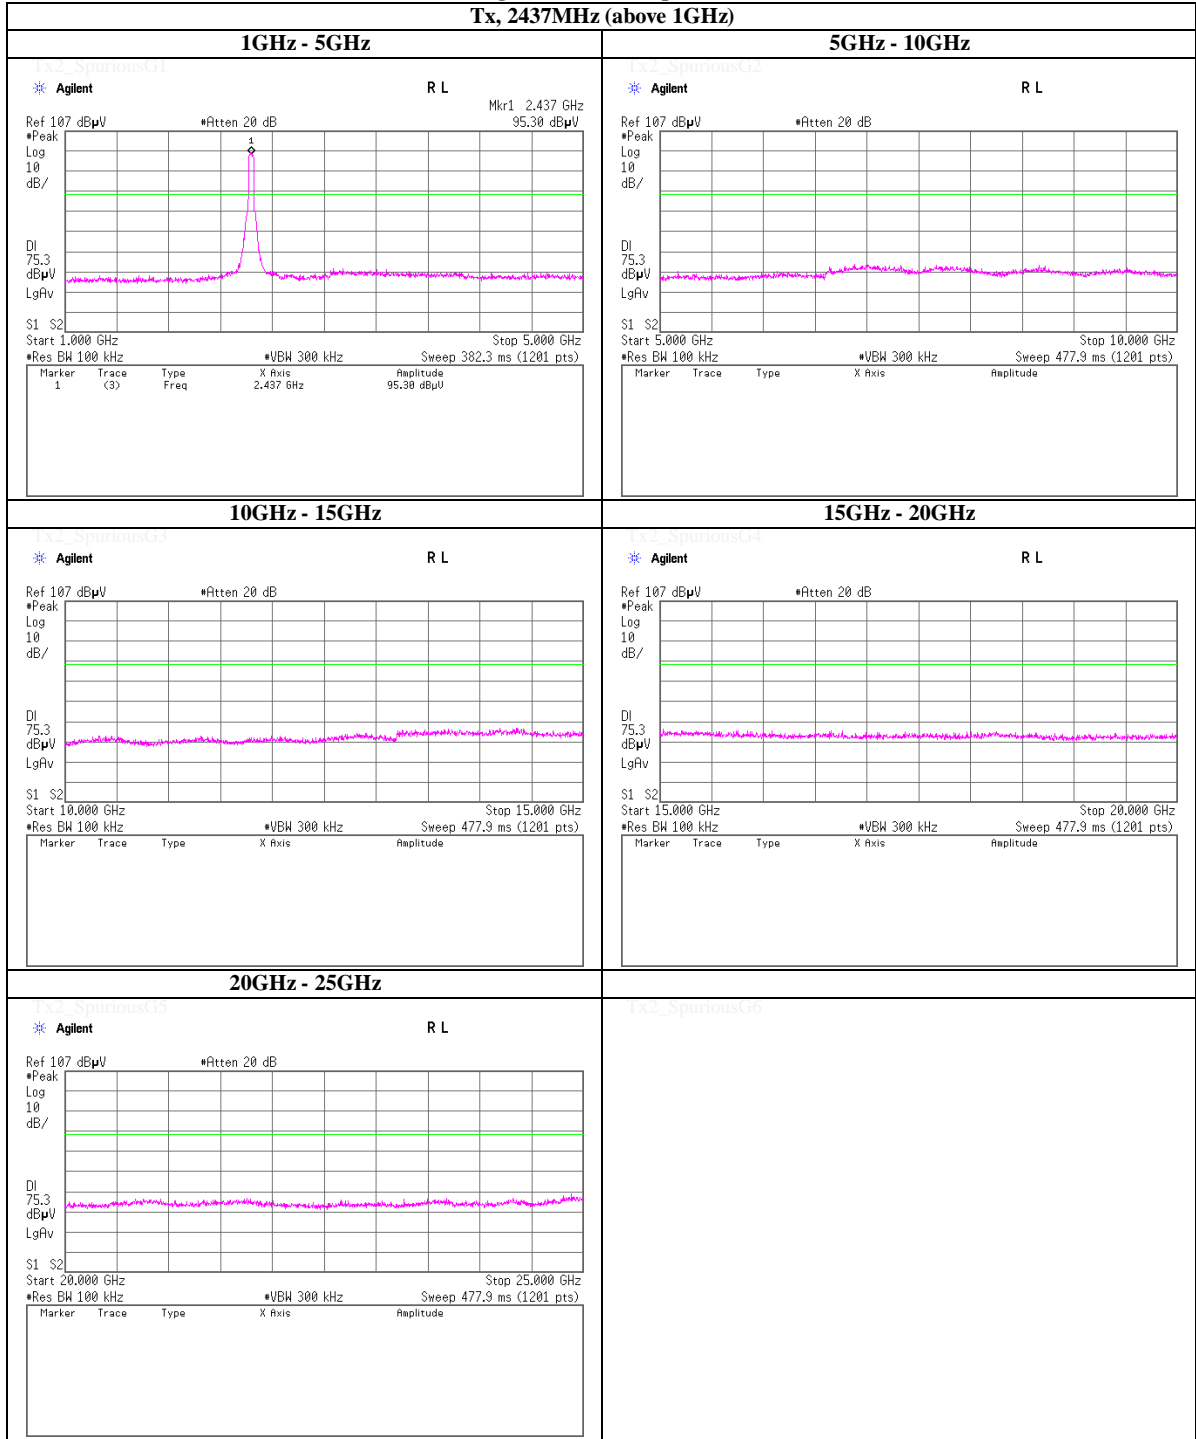 Tx, 2437MHz (above 1GHz)
1GHz - 5GHz
5GHz - 10GHz
Tx2_SpuriousG1
Agilent
R L
Mkr1 2.437 GHz
Ref 107 dBµV
#Atten 20 dB
95.30 dBµV
#Peak
Log
10
dB/
1
DI
75.3
dBµV
LgAv
S1 S2
Start 1.000 GHz
Stop 5.000 GHz
#Res BW 100 kHz
#VBW 300 kHz
Sweep 382.3 ms (1201 pts)
Marker Trace Type X Axis Amplitude
1 (3) Freq 2.437 GHz 95.30 dBµV
Tx2_SpuriousG2
Agilent
R L
Ref 107 dBµV
#Atten 20 dB
#Peak
Log
10
dB/
DI
75.3
dBµV
LgAv
S1 S2
Start 5.000 GHz
Stop 10.000 GHz
#Res BW 100 kHz
#VBW 300 kHz
Sweep 477.9 ms (1201 pts)
Marker Trace Type X Axis Amplitude
10GHz - 15GHz
15GHz - 20GHz
Tx2_SpuriousG3
Agilent
R L
Ref 107 dBµV
#Atten 20 dB
#Peak
Log
10
dB/
DI
75.3
dBµV
LgAv
S1 S2
Start 10.000 GHz
Stop 15.000 GHz
#Res BW 100 kHz
#VBW 300 kHz
Sweep 477.9 ms (1201 pts)
Marker Trace Type X Axis Amplitude
Tx2_SpuriousG4
Agilent
R L
Ref 107 dBµV
#Atten 20 dB
#Peak
Log
10
dB/
DI
75.3
dBµV
LgAv
S1 S2
Start 15.000 GHz
Stop 20.000 GHz
#Res BW 100 kHz
#VBW 300 kHz
Sweep 477.9 ms (1201 pts)
Marker Trace Type X Axis Amplitude
20GHz - 25GHz
Tx2_SpuriousG5
Agilent
R L
Ref 107 dBµV
#Atten 20 dB
#Peak
Log
10
dB/
DI
75.3
dBµV
LgAv
S1 S2
Start 20.000 GHz
Stop 25.000 GHz
#Res BW 100 kHz
#VBW 300 kHz
Sweep 477.9 ms (1201 pts)
Marker Trace Type X Axis Amplitude
Tx2_SpuriousG6